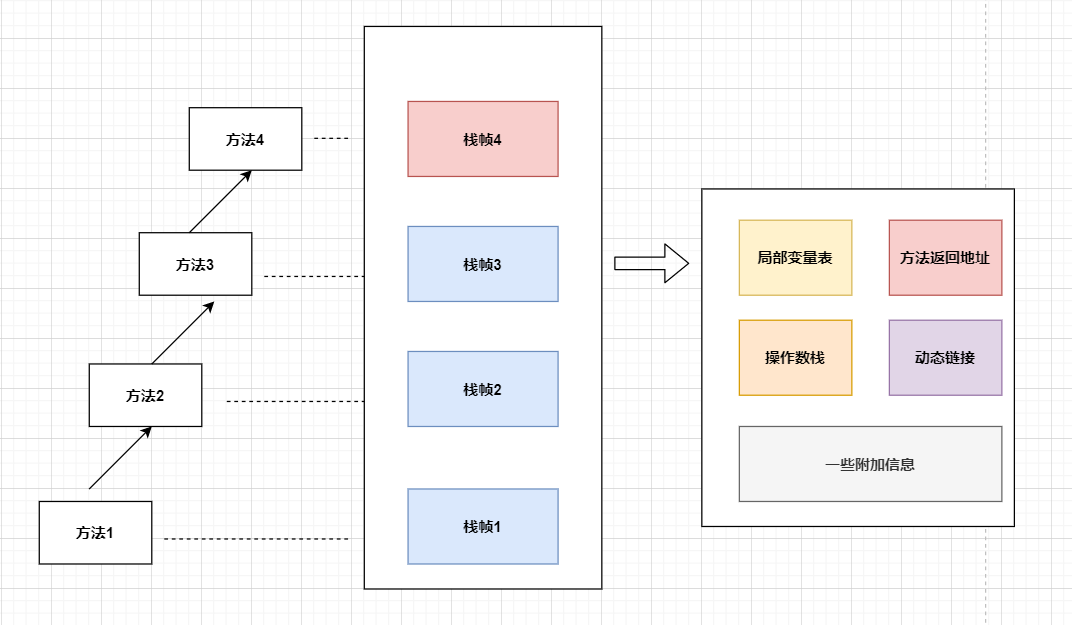 方法4
栈帧4
方法3
栈帧3
方法2
栈帧2
方法1
栈帧1
局部变量表
方法返回地址
操作数栈
动态链接
一些附加信息